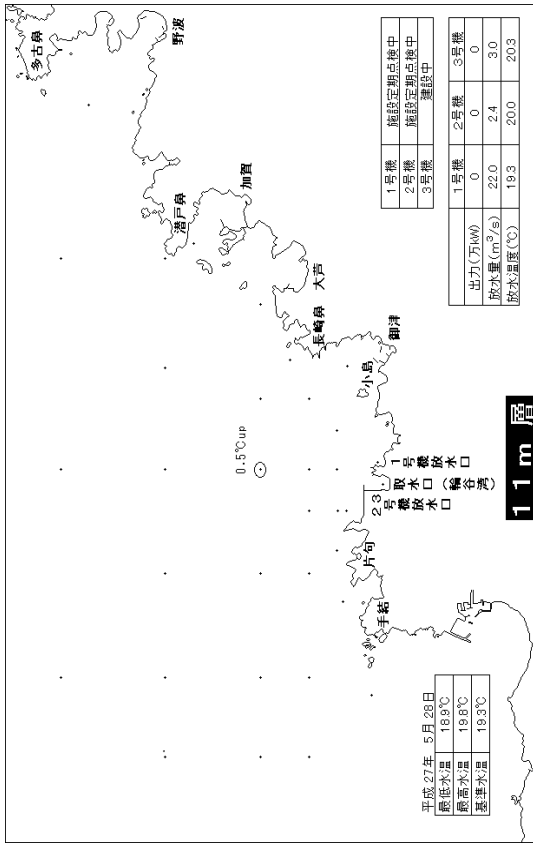 多古鼻
野波
潜戸鼻
加賀
大芦
長崎鼻
御津
小島
0.5℃up
1号機放水口
取水口(輪谷湾)
23号機放水口
片句
手結
1号機 施設定期点検中
2号機 施設定期点検中
3号機 建設中
1号機 2号機 3号機
出力(万kW) 0 0 0
放水量(m³/s) 22.0 2.4 3.0
放水温度(℃) 19.3 20.0 20.3
11m層
平成27年 5月28日
最低水温 18.9℃
最高水温 19.8℃
基準水温 19.3℃